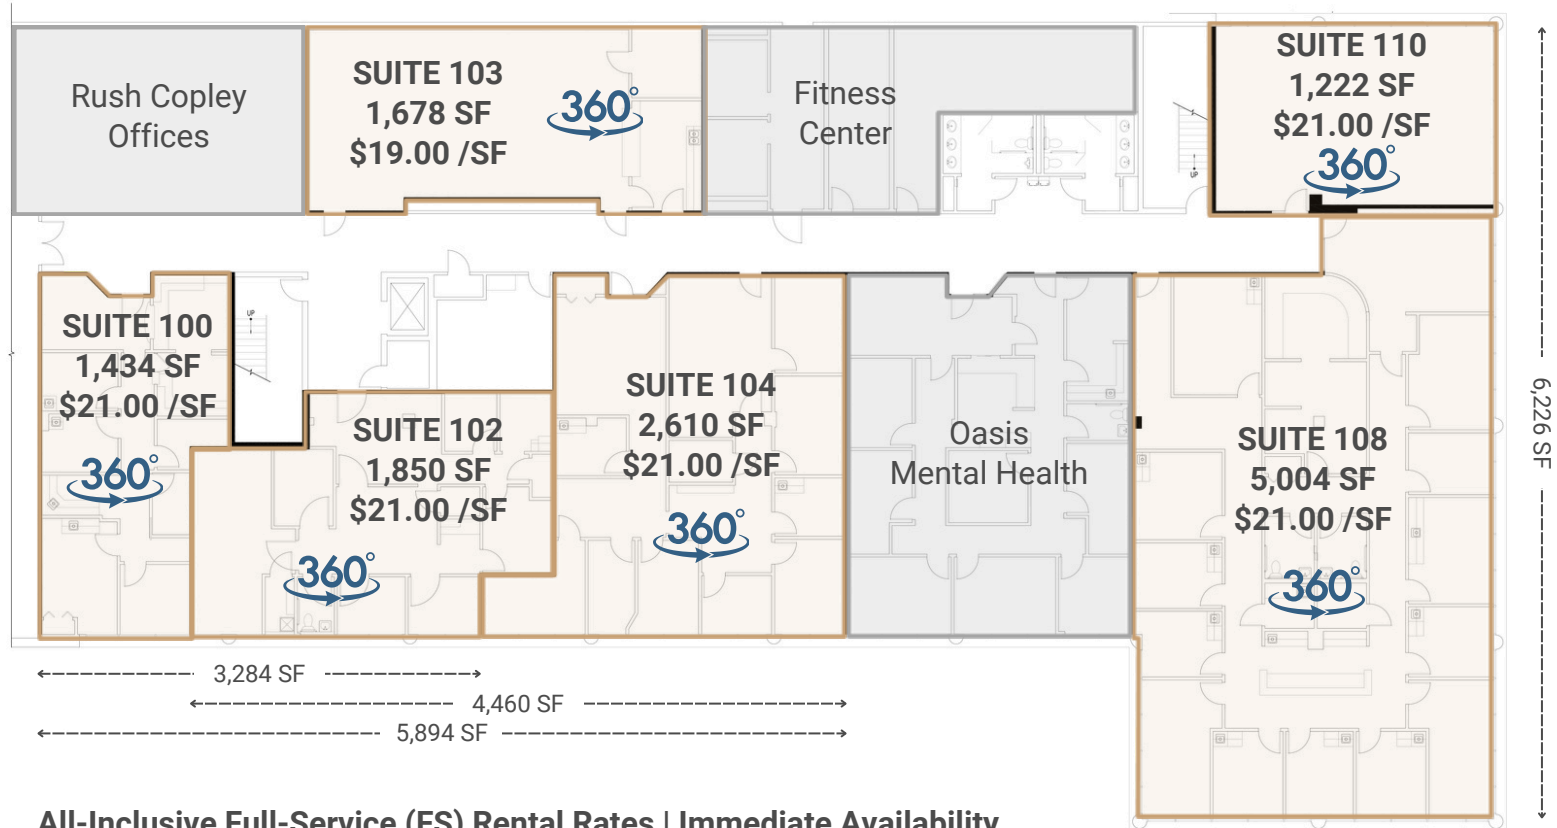 Rush Copley
Offices
SUITE 103
1,678 SF
$19.00 /SF
360°
Fitness
Center
UP
SUITE 110
1,222 SF
$21.00 /SF
360°
SUITE 100
1,434 SF
$21.00 /SF
360°
UP
SUITE 102
1,850 SF
$21.00 /SF
360°
SUITE 104
2,610 SF
$21.00 /SF
360°
Oasis
Mental Health
SUITE 108
5,004 SF
$21.00 /SF
360°
6,226 SF
3,284 SF
4,460 SF
5,894 SF
All-Inclusive Full-Service (FS) Rental Rates | Immediate Availability